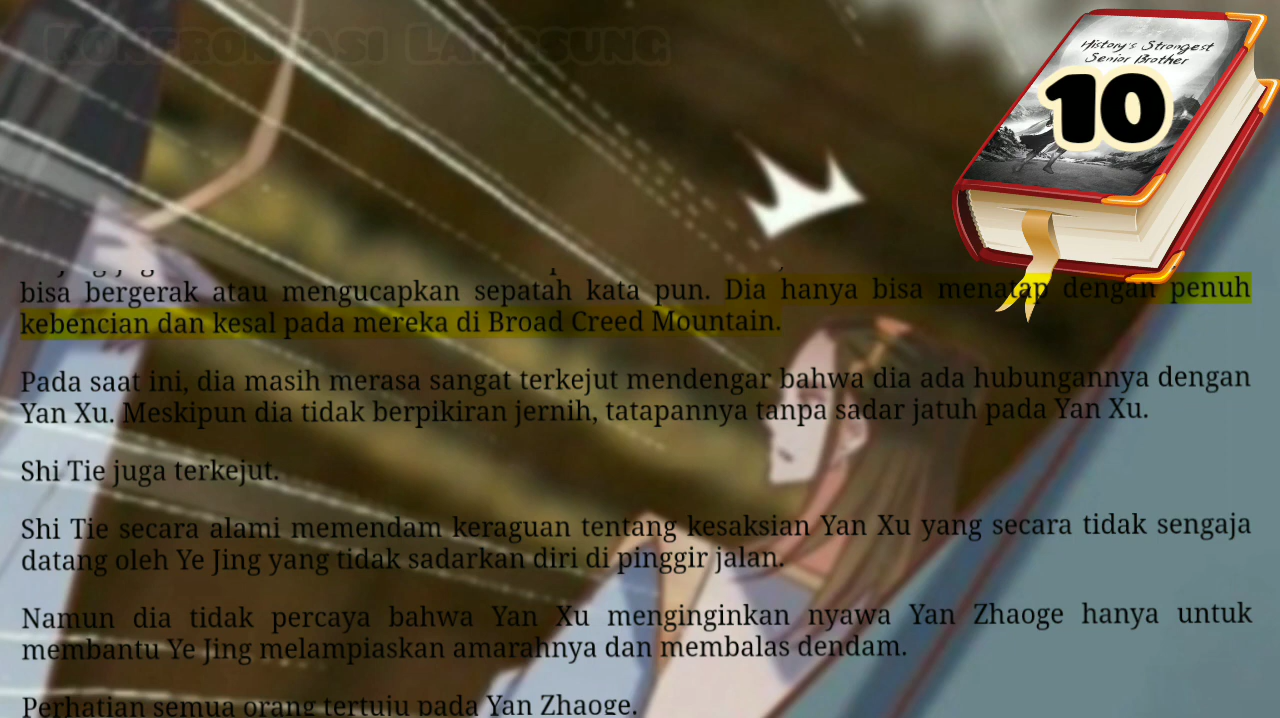 Konfrontasi Langsung
History's Strongest
Senior Brother
10
bisa bergerak atau mengucapkan sepatah kata pun. Dia hanya bisa menatap dengan penuh
kebencian dan kesal pada mereka di Broad Creed Mountain.
Pada saat ini, dia masih merasa sangat terkejut mendengar bahwa dia ada hubungannya dengan
Yan Xu. Meskipun dia tidak berpikiran jernih, tatapannya tanpa sadar jatuh pada Yan Xu.
Shi Tie juga terkejut.
Shi Tie secara alami memendam keraguan tentang kesaksian Yan Xu yang secara tidak sengaja
datang oleh Ye Jing yang tidak sadarkan diri di pinggir jalan.
Namun dia tidak percaya bahwa Yan Xu menginginkan nyawa Yan Zhaoge hanya untuk
membantu Ye Jing melampiaskan amarahnya dan membalas dendam.
Perhatian semua orang tertuju pada Yan Zhaoge.